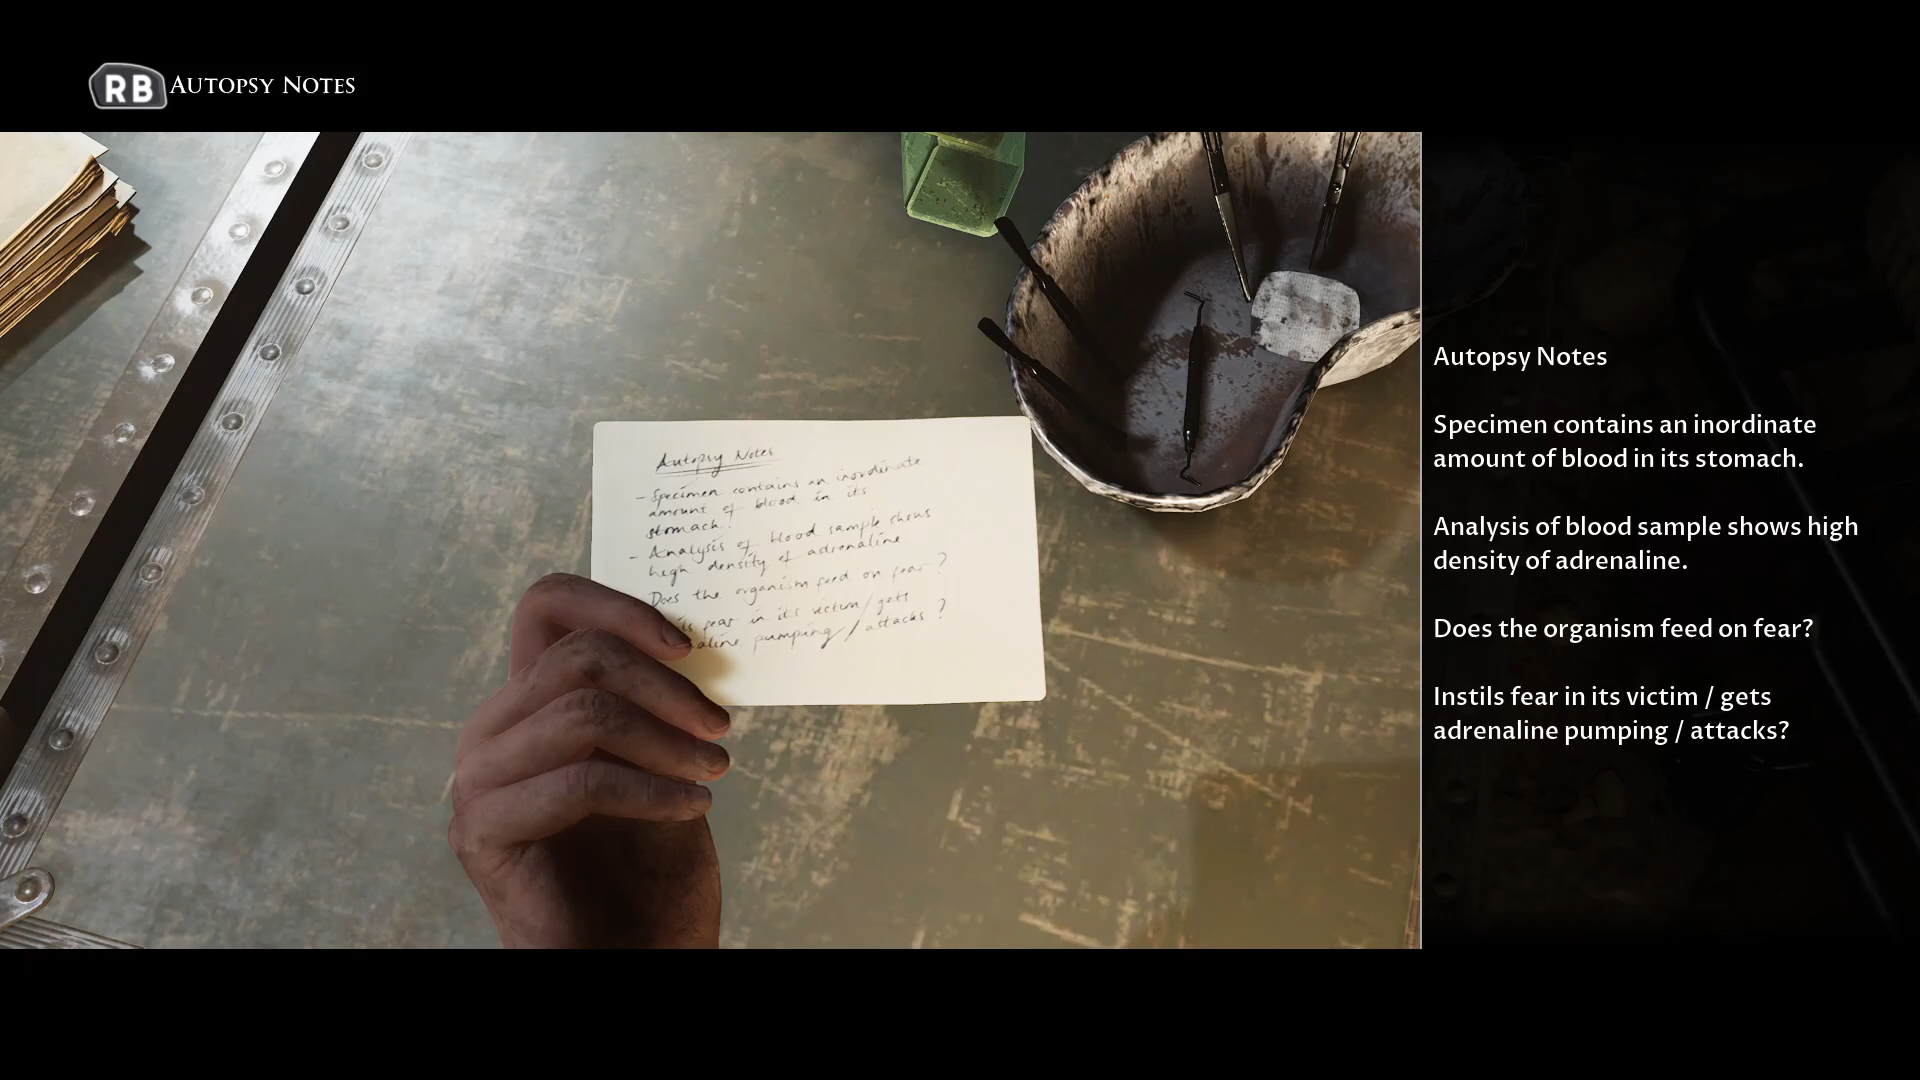 RB Autopsy Notes
Autopsy Notes
- Specimen contains an inordinate
amount of blood in its
stomach.
- Analysis of blood sample shows
high density of adrenaline
Does the organism feed on fear?
fear in its victim / gets
pumping / attacks?
Autopsy Notes
Specimen contains an inordinate
amount of blood in its stomach.
Analysis of blood sample shows high
density of adrenaline.
Does the organism feed on fear?
Instils fear in its victim / gets
adrenaline pumping / attacks?